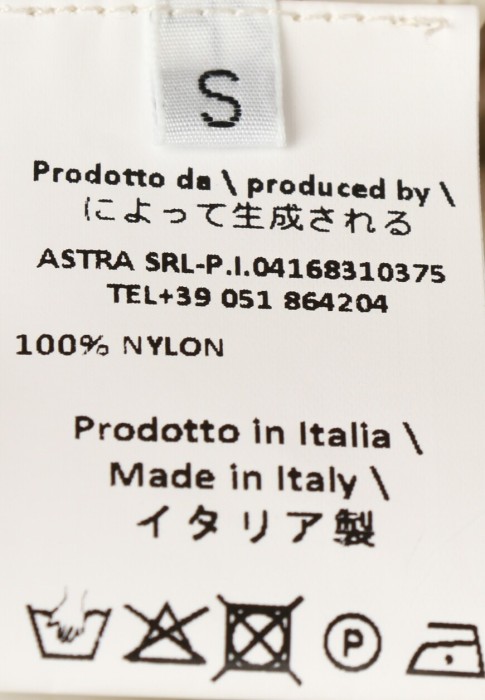 S
Prodotto da \ produced by \
によって生成される
ASTRA SRL-P.I.04168310375
TEL+39 051 864204
100% NYLON
Prodotto in Italia \
Made in Italy \
イタリア製
P